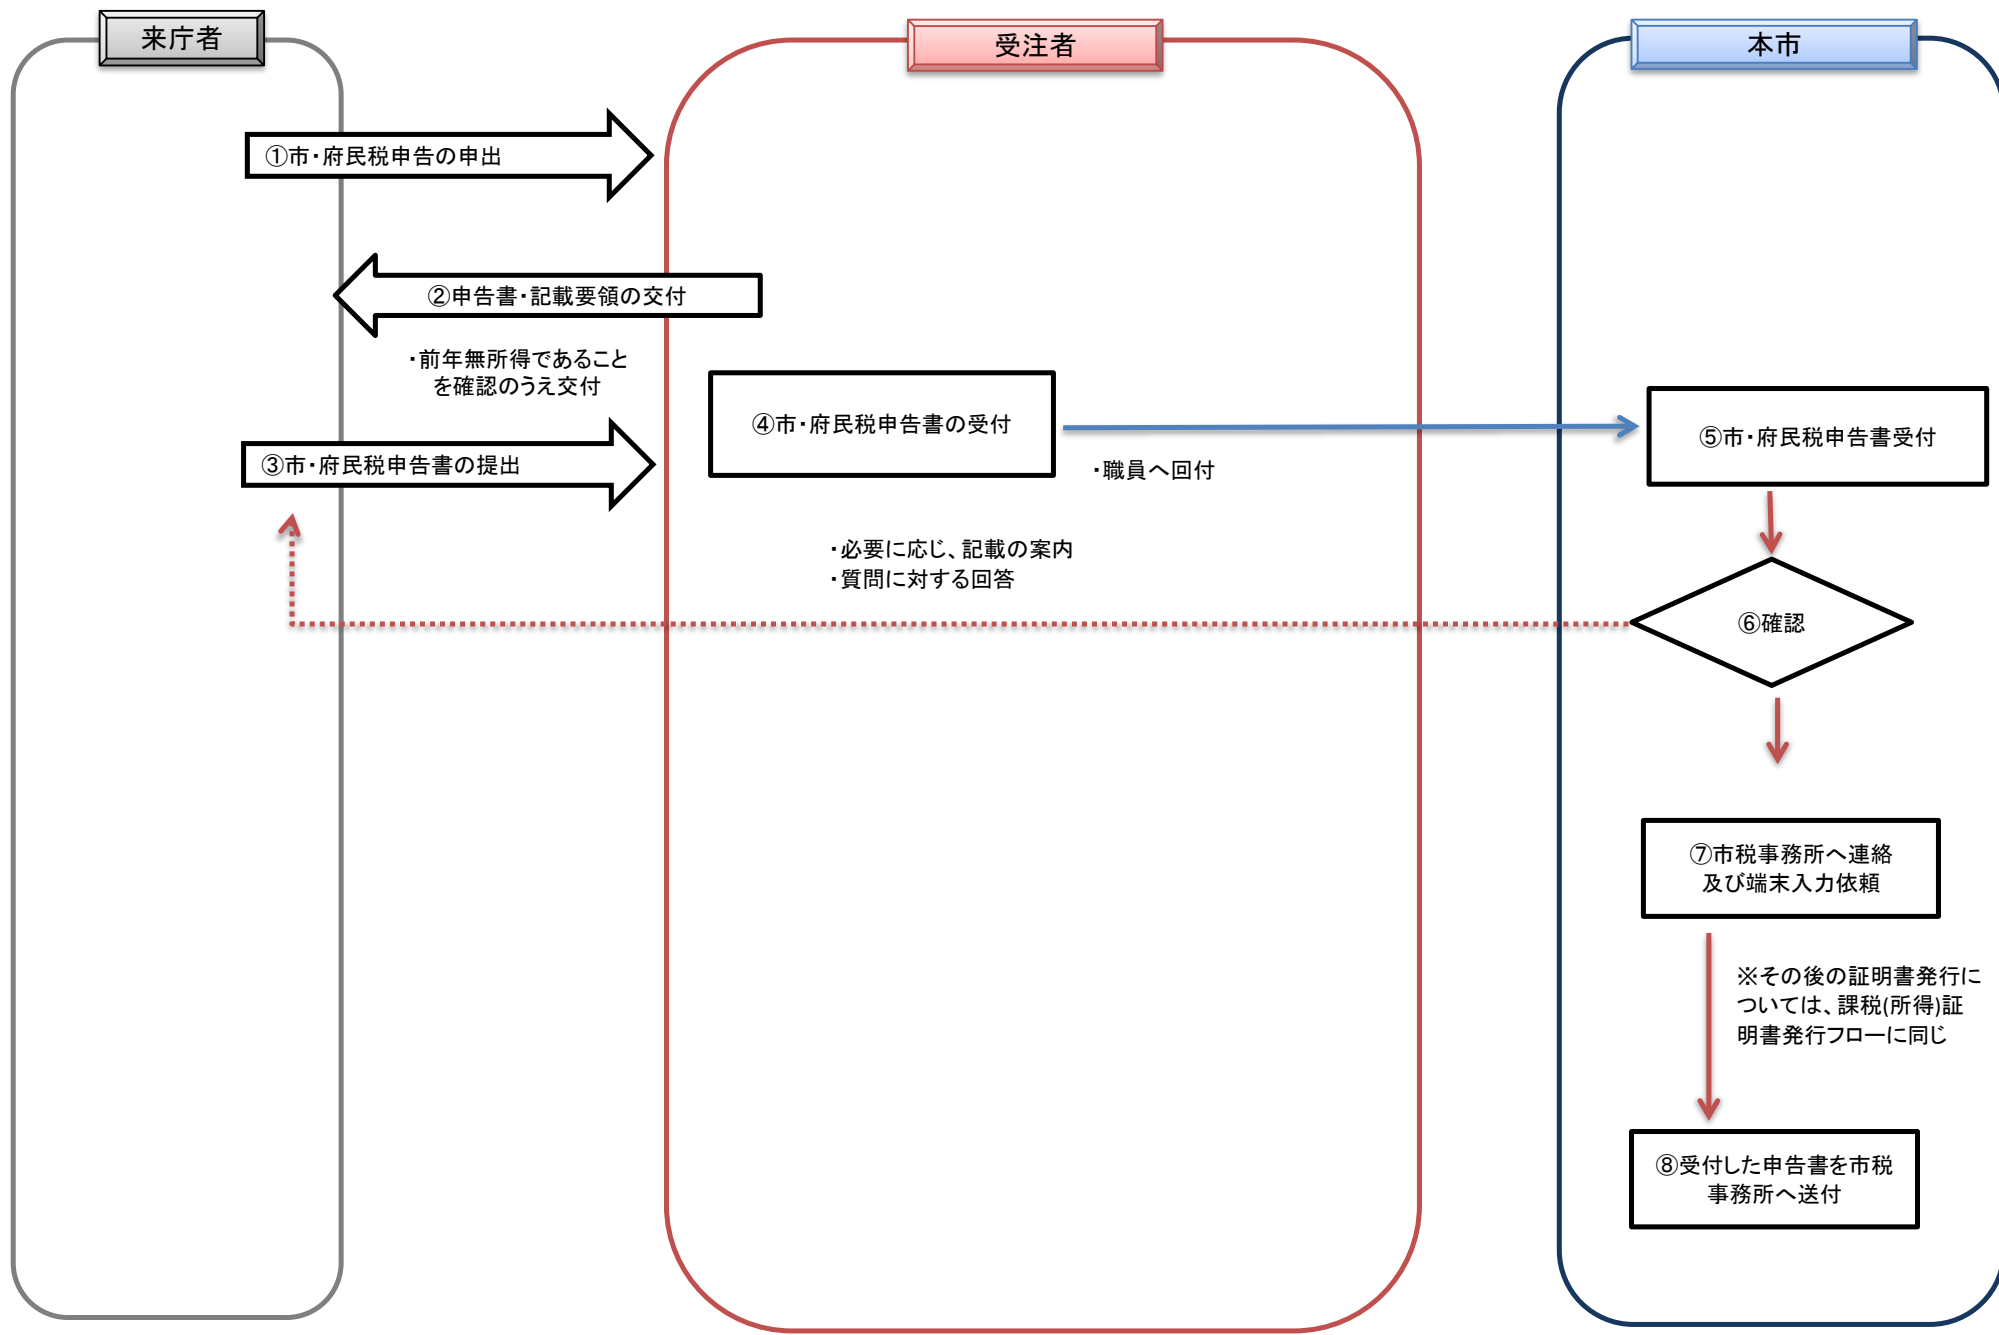 来庁者
受注者
本市
①市・府民税申告の申出
②申告書・記載要領の交付
・前年無所得であること
を確認のうえ交付
③市・府民税申告書の提出
④市・府民税申告書の受付
・職員へ回付
⑤市・府民税申告書受付
・必要に応じ、記載の案内
・質問に対する回答
⑥確認
⑦市税事務所へ連絡
及び端末入力依頼
※その後の証明書発行に
ついては、課税(所得)証
明書発行フローに同じ
⑧受付した申告書を市税
事務所へ送付